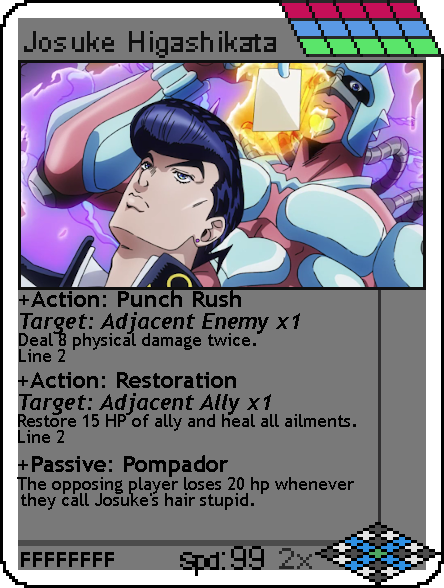 Josuke Higashikata
+Action: Punch Rush
Target: Adjacent Enemy x1
Deal 8 physical damage twice.
Line 2
+Action: Restoration
Target: Adjacent Ally x1
Restore 15 HP of ally and heal all ailments.
Line 2
+Passive: Pompador
The opposing player loses 20 hp whenever
they call Josuke's hair stupid.
FFFFFFFF spd:99 2x